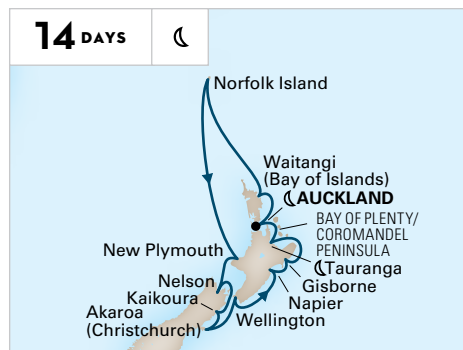 14 DAYS
Norfolk Island
Waitangi
(Bay of Islands)
AUCKLAND
BAY OF PLENTY/
COROMANDEL
PENINSULA
New Plymouth
Tauranga
Nelson
Gisborne
Kaikoura
Napier
Akaroa
(Christchurch)
Wellington